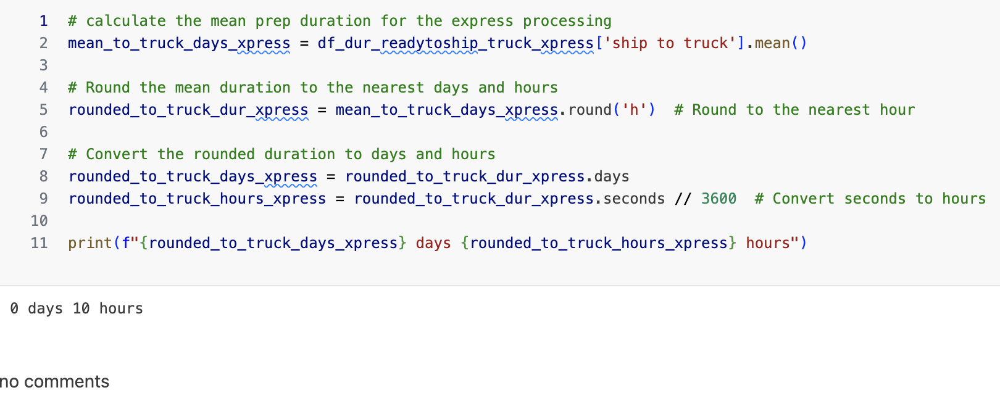 1 # calculate the mean prep duration for the express processing
2 mean_to_truck_days_xpress = df_dur_readytoship_truck_xpress['ship to truck'].mean()
3
4 # Round the mean duration to the nearest days and hours
5 rounded_to_truck_dur_xpress = mean_to_truck_days_xpress.round('h')  # Round to the nearest hour
6
7 # Convert the rounded duration to days and hours
8 rounded_to_truck_days_xpress = rounded_to_truck_dur_xpress.days
9 rounded_to_truck_hours_xpress = rounded_to_truck_dur_xpress.seconds // 3600  # Convert seconds to hours
10
11 print(f"{rounded_to_truck_days_xpress} days {rounded_to_truck_hours_xpress} hours")
0 days 10 hours
no comments